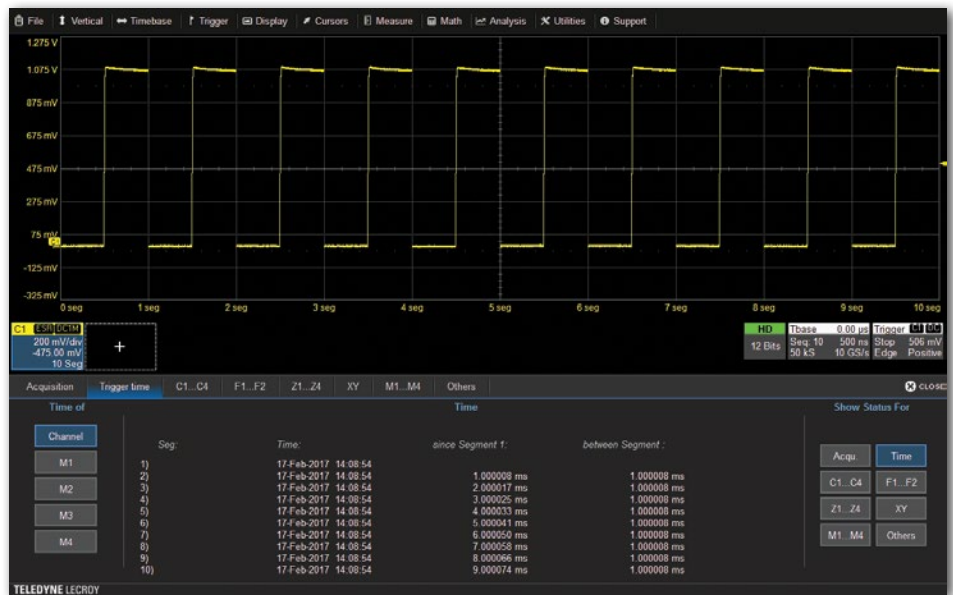 File Vertical Timebase Trigger Display Cursors Measure Math Analysis Utilities Support
1.275 V
1.075 V
875 mV
675 mV
475 mV
275 mV
75 mV
C1
-125 mV
-325 mV
0 seg 1 seg 2 seg 3 seg 4 seg 5 seg 6 seg 7 seg 8 seg 9 seg 10 seg
C1 ESR DC1M
200 mV/div
-475.00 mV
10 Seg
+
HD
12 Bits
Tbase 0.00 µs
Seq: 10 500 ns
50 kS 10 GS/s
Trigger C1 DC
Stop 506 mV
Edge Positive
Acquisition Trigger time C1...C4 F1...F2 Z1...Z4 XY M1...M4 Others CLOSE
Time of Time Show Status For
Channel
M1
M2
M3
M4
Seg: Time: since Segment 1: between Segment :
1) 17-Feb-2017 14:08:54
2) 17-Feb-2017 14:08:54 1.000008 ms 1.000008 ms
3) 17-Feb-2017 14:08:54 2.000017 ms 1.000008 ms
4) 17-Feb-2017 14:08:54 3.000025 ms 1.000008 ms
5) 17-Feb-2017 14:08:54 4.000033 ms 1.000008 ms
6) 17-Feb-2017 14:08:54 5.000041 ms 1.000008 ms
7) 17-Feb-2017 14:08:54 6.000050 ms 1.000008 ms
8) 17-Feb-2017 14:08:54 7.000058 ms 1.000008 ms
9) 17-Feb-2017 14:08:54 8.000066 ms 1.000008 ms
10) 17-Feb-2017 14:08:54 9.000074 ms 1.000008 ms
Acqu. Time
C1...C4 F1...F2
Z1...Z4 XY
M1...M4 Others
TELEDYNE LECROY